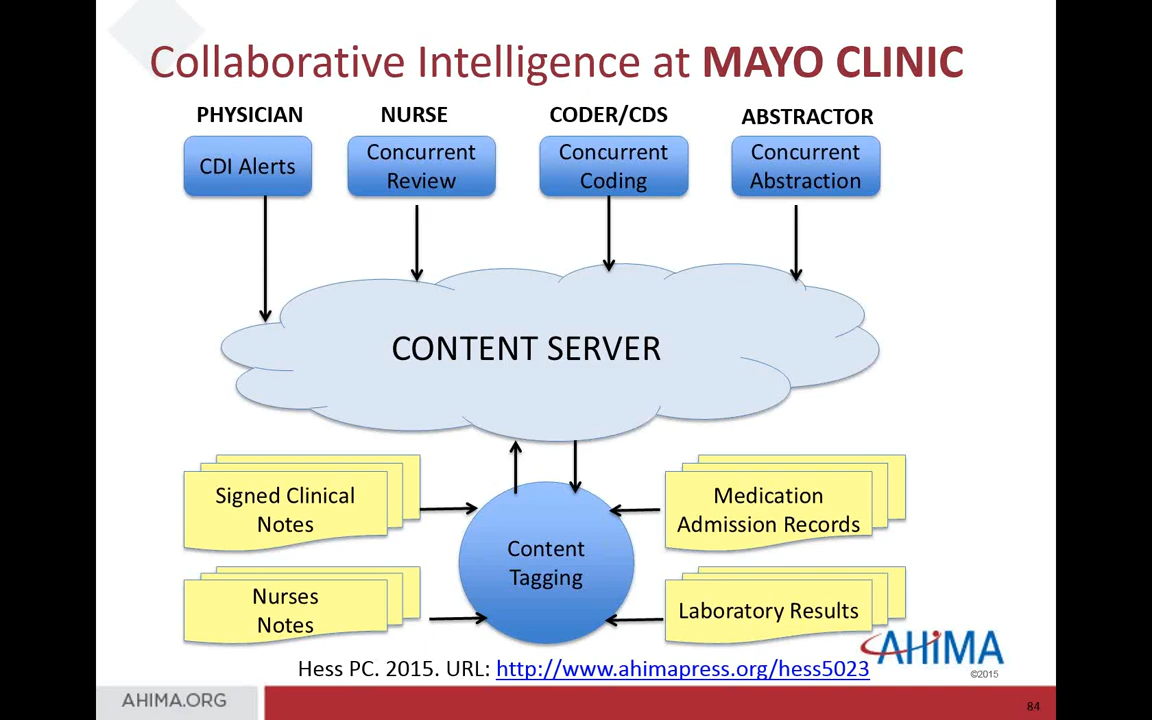 Collaborative Intelligence at MAYO CLINIC
PHYSICIAN
NURSE
CODER/CDS
ABSTRACTOR
CDI Alerts
Concurrent
Review
Concurrent
Coding
Concurrent
Abstraction
CONTENT SERVER
Signed Clinical
Notes
Medication
Admission Records
Content
Tagging
Nurses
Notes
Laboratory Results
AHIMA
©2015
Hess PC. 2015. URL: http://www.ahimapress.org/hess5023
AHIMA.ORG
84